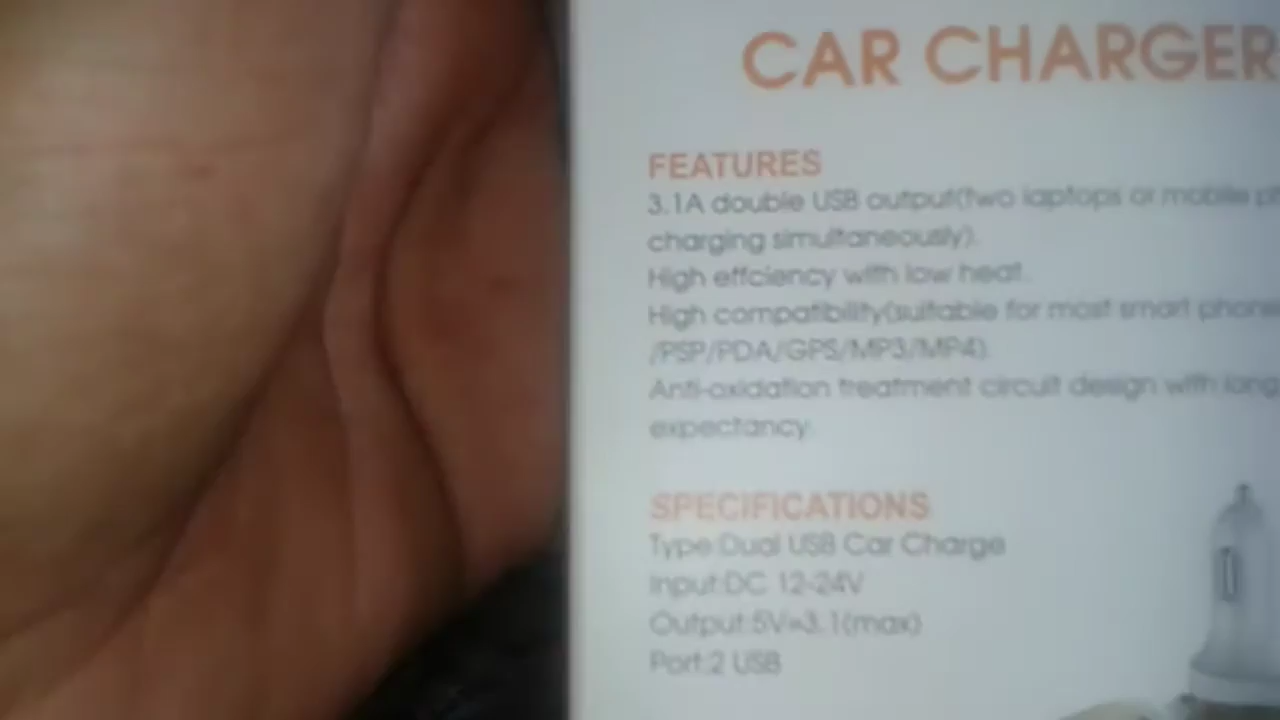 CAR CHARGER
FEATURES
3.1A double USB output(Two laptops or mobile
charging simultaneously).
High effciency with low heat.
High compatibility(suitable for most smart phone
/PSP/PDA/GPS/MP3/MP4).
Anti-oxidation treatment circuit design with long
expectancy.
SPECIFICATIONS
Type:Dual USB Car Charge
Input:DC 12-24V
Output:5V=3.1(max)
Port:2 USB